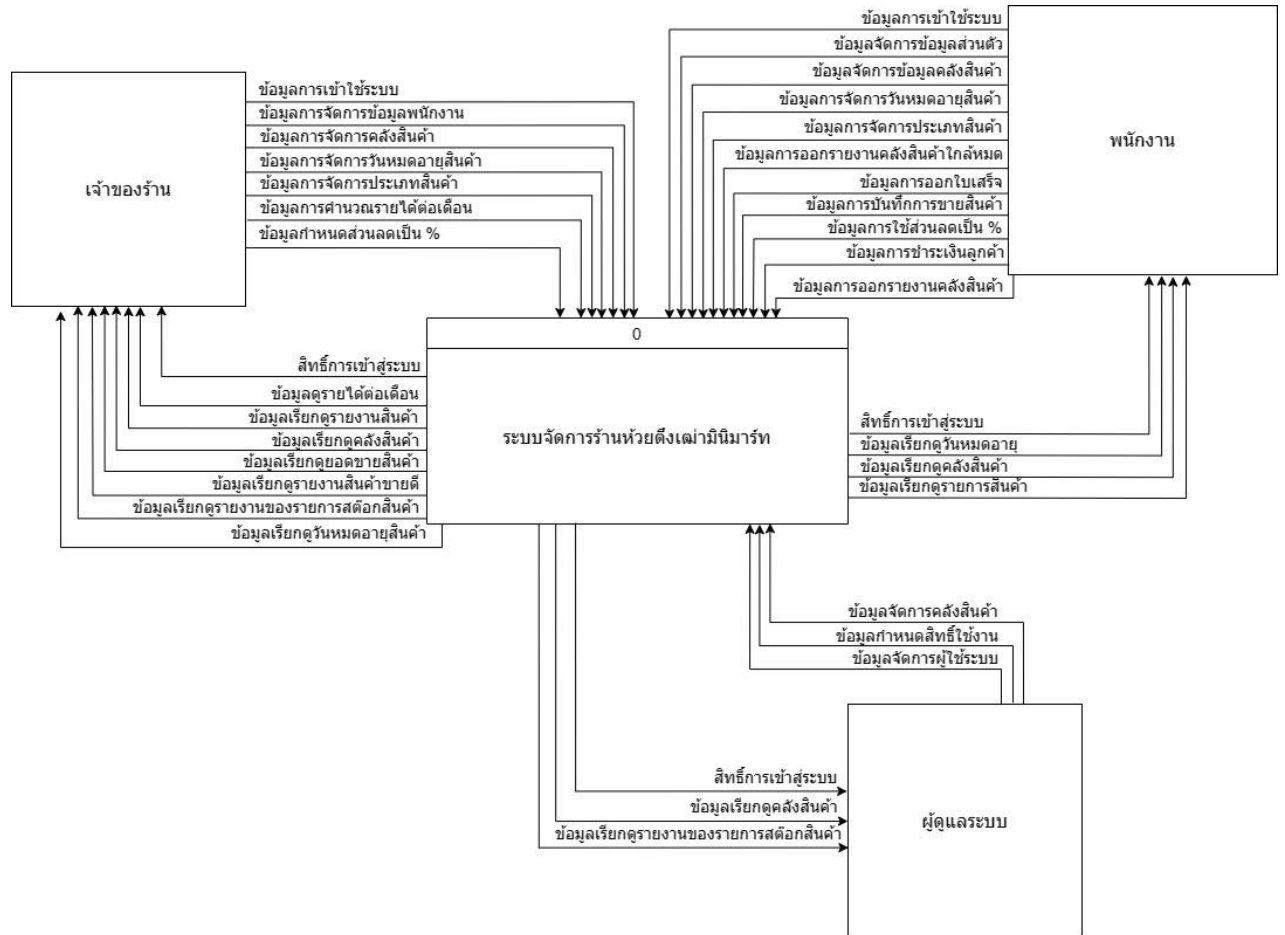 ข้อมูลการเข้าใช้ระบบ
ข้อมูลจัดการข้อมูลส่วนตัว
ข้อมูลจัดการข้อมูลคลังสินค้า
ข้อมูลการจัดการวันหมดอายุสินค้า
ข้อมูลการจัดการประเภทสินค้า
ข้อมูลการออกรายงานคลังสินค้าใกล้หมด
ข้อมูลการออกใบเสร็จ
ข้อมูลการบันทึกการขายสินค้า
ข้อมูลการใช้ส่วนลดเป็น %
ข้อมูลการชำระเงินลูกค้า
ข้อมูลการออกรายงานคลังสินค้า
พนักงาน
เจ้าของร้าน
ข้อมูลการเข้าใช้ระบบ
ข้อมูลการจัดการข้อมูลพนักงาน
ข้อมูลการจัดการคลังสินค้า
ข้อมูลการจัดการวันหมดอายุสินค้า
ข้อมูลการจัดการประเภทสินค้า
ข้อมูลการคำนวณรายได้ต่อเดือน
ข้อมูลกำหนดส่วนลดเป็น %
0
ระบบจัดการร้านห้วยตึงเฒ่ามินิมาร์ท
สิทธิ์การเข้าสู่ระบบ
ข้อมูลดูรายได้ต่อเดือน
ข้อมูลเรียกดูรายงานสินค้า
ข้อมูลเรียกดูคลังสินค้า
ข้อมูลเรียกดูยอดขายสินค้า
ข้อมูลเรียกดูรายงานสินค้าขายดี
ข้อมูลเรียกดูรายงานของรายการสต๊อกสินค้า
ข้อมูลเรียกดูวันหมดอายุสินค้า
สิทธิ์การเข้าสู่ระบบ
ข้อมูลเรียกดูวันหมดอายุ
ข้อมูลเรียกดูคลังสินค้า
ข้อมูลเรียกดูรายการสินค้า
ข้อมูลจัดการคลังสินค้า
ข้อมูลกำหนดสิทธิ์ใช้งาน
ข้อมูลจัดการผู้ใช้ระบบ
สิทธิ์การเข้าสู่ระบบ
ข้อมูลเรียกดูคลังสินค้า
ข้อมูลเรียกดูรายงานของรายการสต๊อกสินค้า
ผู้ดูแลระบบ